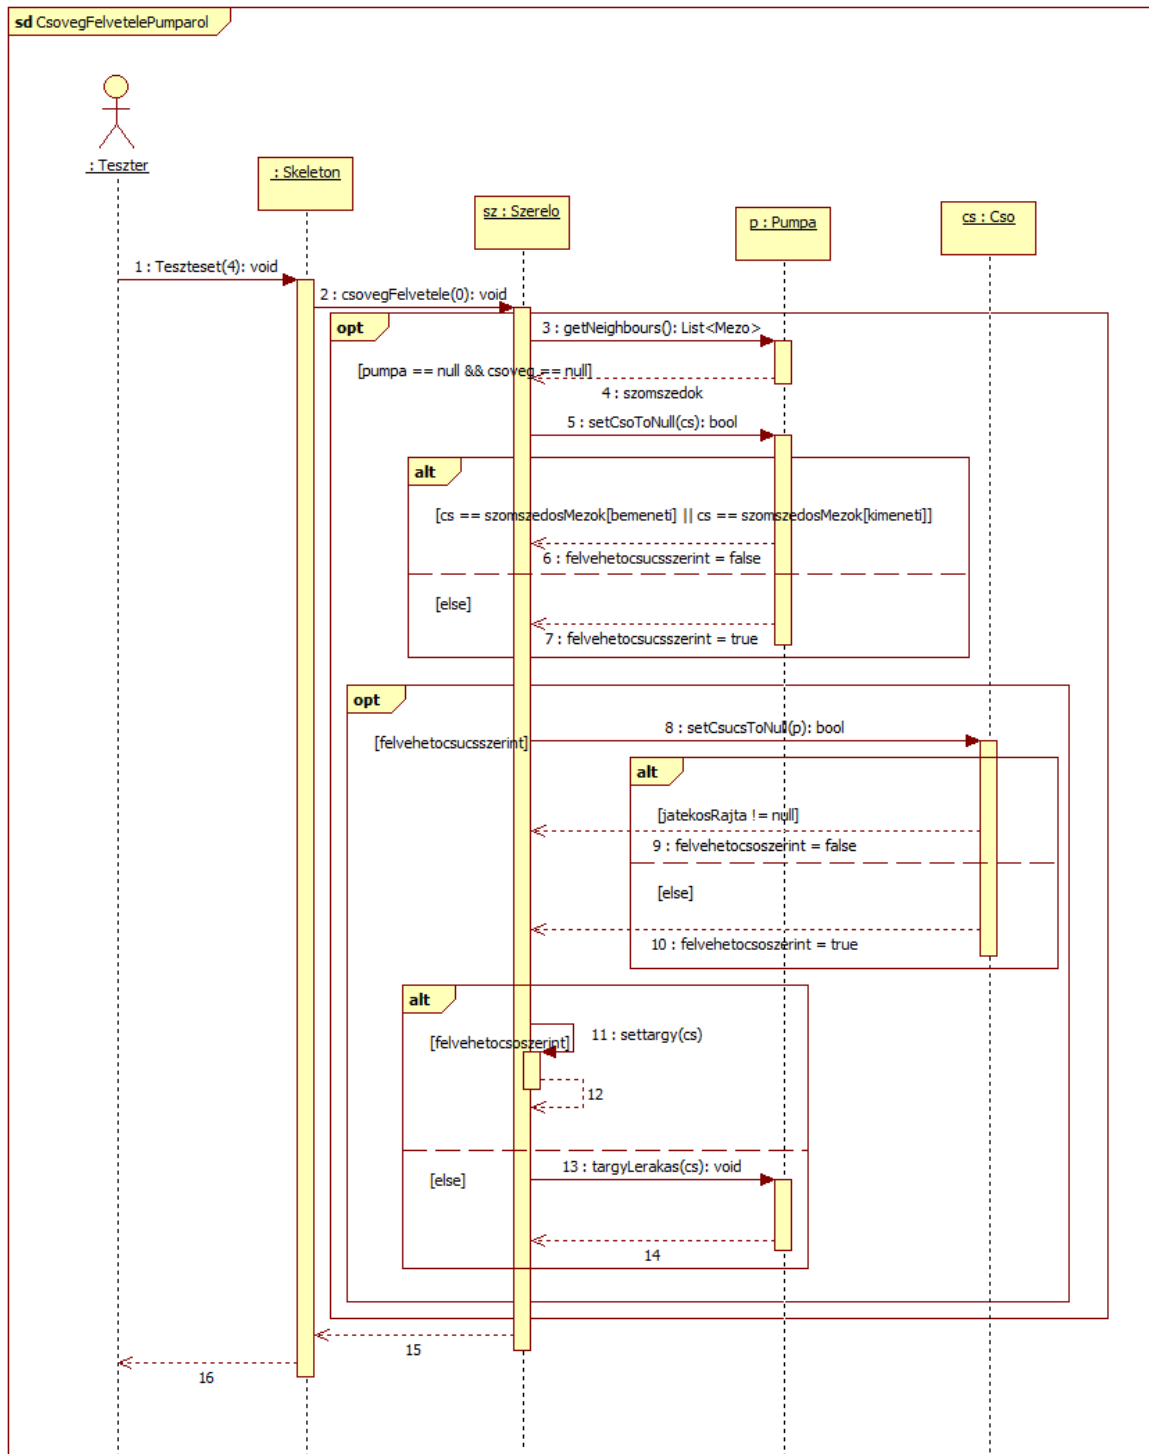 sd CsovegFelvetelePumparol
: Teszter
: Skeleton
sz : Szerelo
p : Pumpa
cs : Cso
1 : Teszteset(4): void
2 : csovegFelvetele(0): void
opt
3 : getNeighbours(): List<Mezo>
[pumpa == null && csoveg == null]
4 : szomszedok
5 : setCsoToNull(cs): bool
alt
[cs == szomszedosMezok[bemeneti] || cs == szomszedosMezok[kimeneti]]
6 : felvehetocsucsszerint = false
[else]
7 : felvehetocsucsszerint = true
opt
8 : setCsucsToNull(p): bool
[felvehetocsucsszerint]
alt
[jatekosRajta != null]
9 : felvehetocsoszerint = false
[else]
10 : felvehetocsoszerint = true
alt
11 : settargy(cs)
[felvehetocsoszerint]
12
13 : targyLerakas(cs): void
[else]
14
15
16